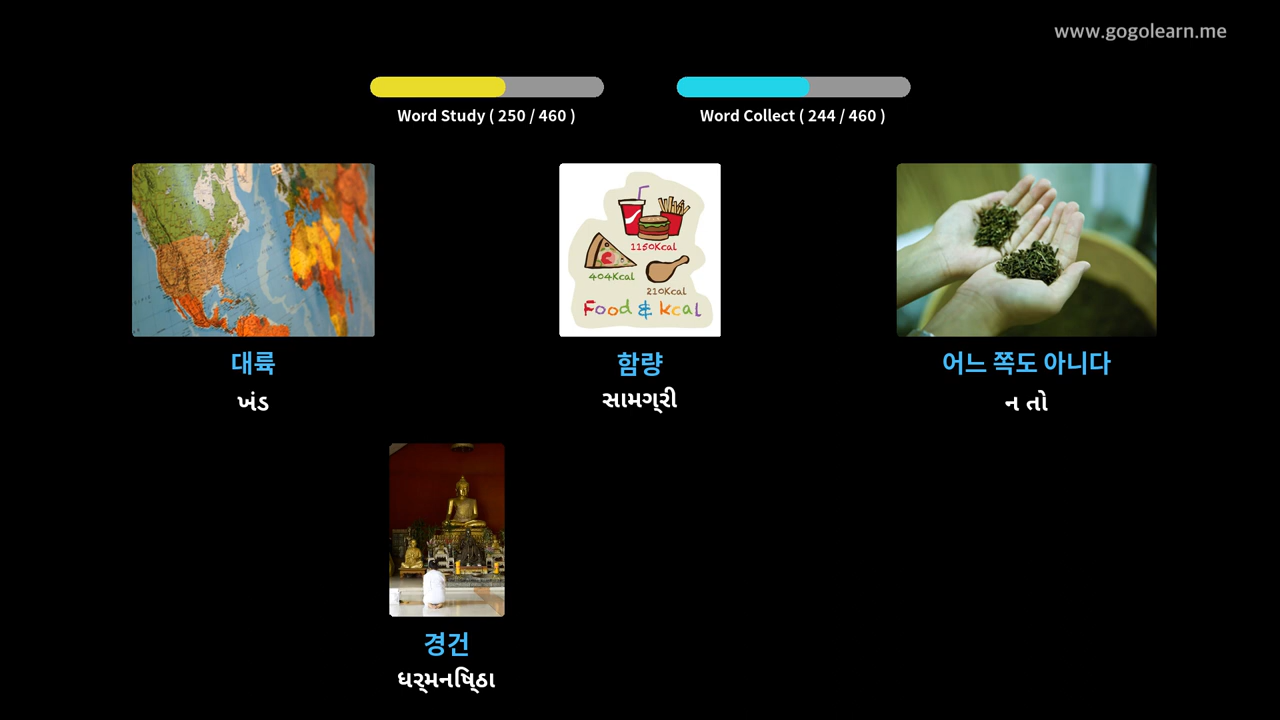 www.gogolearn.me
Word Study ( 250 / 460 )
Word Collect ( 244 / 460 )
1150Kcal
404Kcal
210Kcal
Food & kcal
대륙
함량
어느 쪽도 아니다
ખંડ
સામગ્રી
ન તો
경건
ધર્મનિષ્ઠા